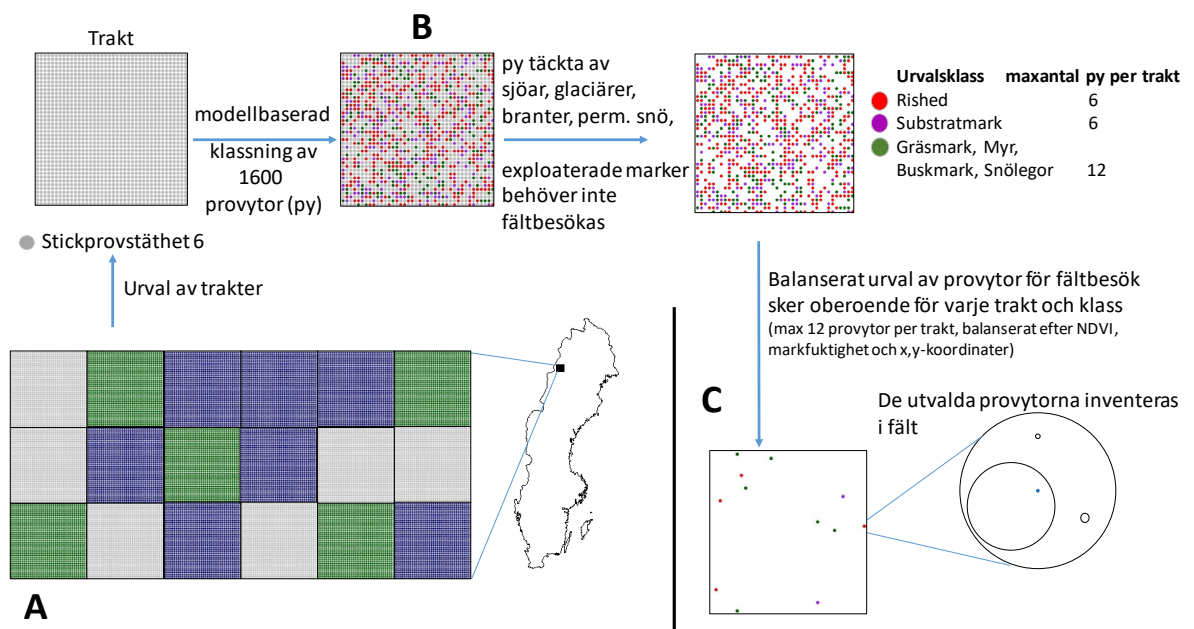 B
Trakt
modellbaserad
klassning av
1600
provytor (py)
py täckta av
sjöar, glaciärer,
branter, perm. snö,
exploaterade marker
behöver inte
fältbesökas
Urvalsklass maxantal py per trakt
Rished 6
Substratmark 6
Gräsmark, Myr,
Buskmark, Snölegor 12
Stickprovstäthet 6
Urval av trakter
Balanserat urval av provytor för fältbesök
sker oberoende för varje trakt och klass
(max 12 provytor per trakt, balanserat efter NDVI,
markfuktighet och x,y-koordinater)
C
De utvalda provytorna inventeras
i fält
A